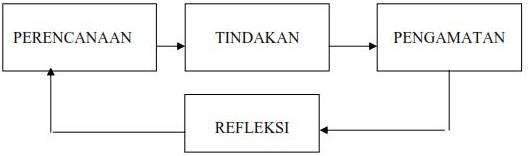 PERENCANAAN
TINDAKAN
PENGAMATAN
REFLEKSI